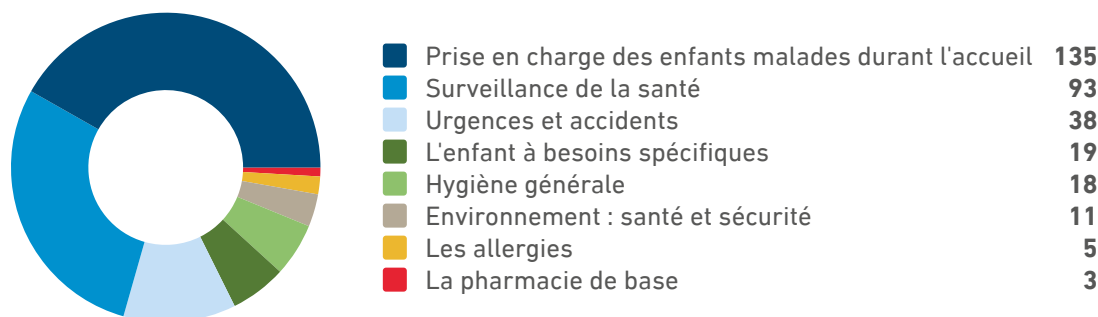 Prise en charge des enfants malades durant l'accueil 135
Surveillance de la santé 93
Urgences et accidents 38
L'enfant à besoins spécifiques 19
Hygiène générale 18
Environnement : santé et sécurité 11
Les allergies 5
La pharmacie de base 3